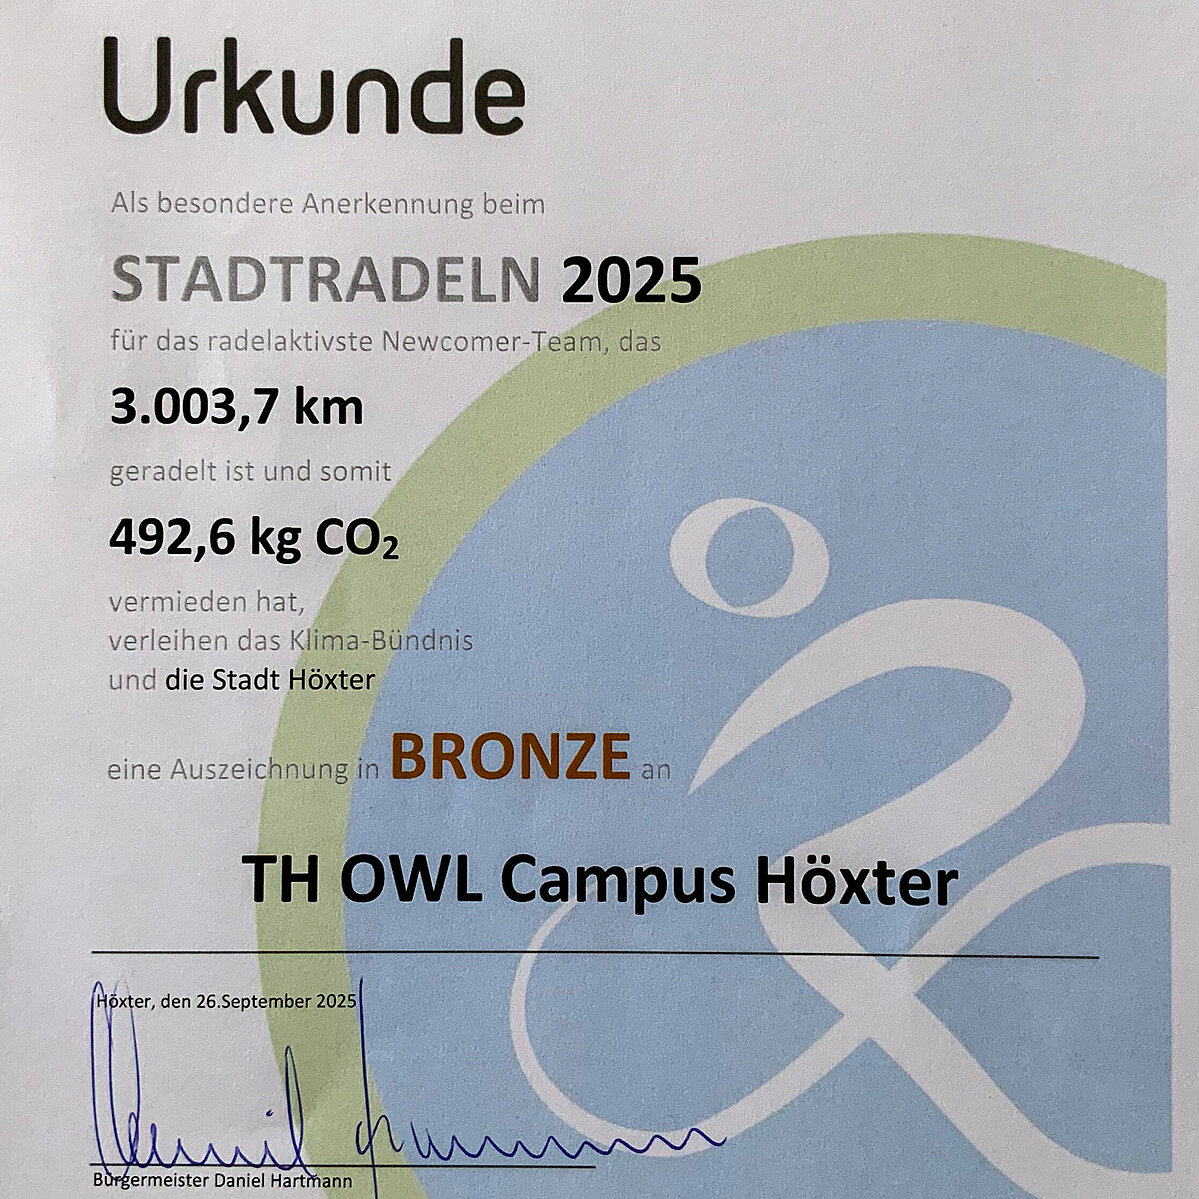 Urkunde
Als besondere Anerkennung beim
STADTRADELN 2025
für das radelaktivste Newcomer-Team, das
3.003,7 km
geradelt ist und somit
492,6 kg CO₂
vermieden hat,
verleihen das Klima-Bündnis
und die Stadt Höxter
eine Auszeichnung in BRONZE an
TH OWL Campus Höxter
Höxter, den 26.September 2025
Daniel Hartmann
Bürgermeister Daniel Hartmann